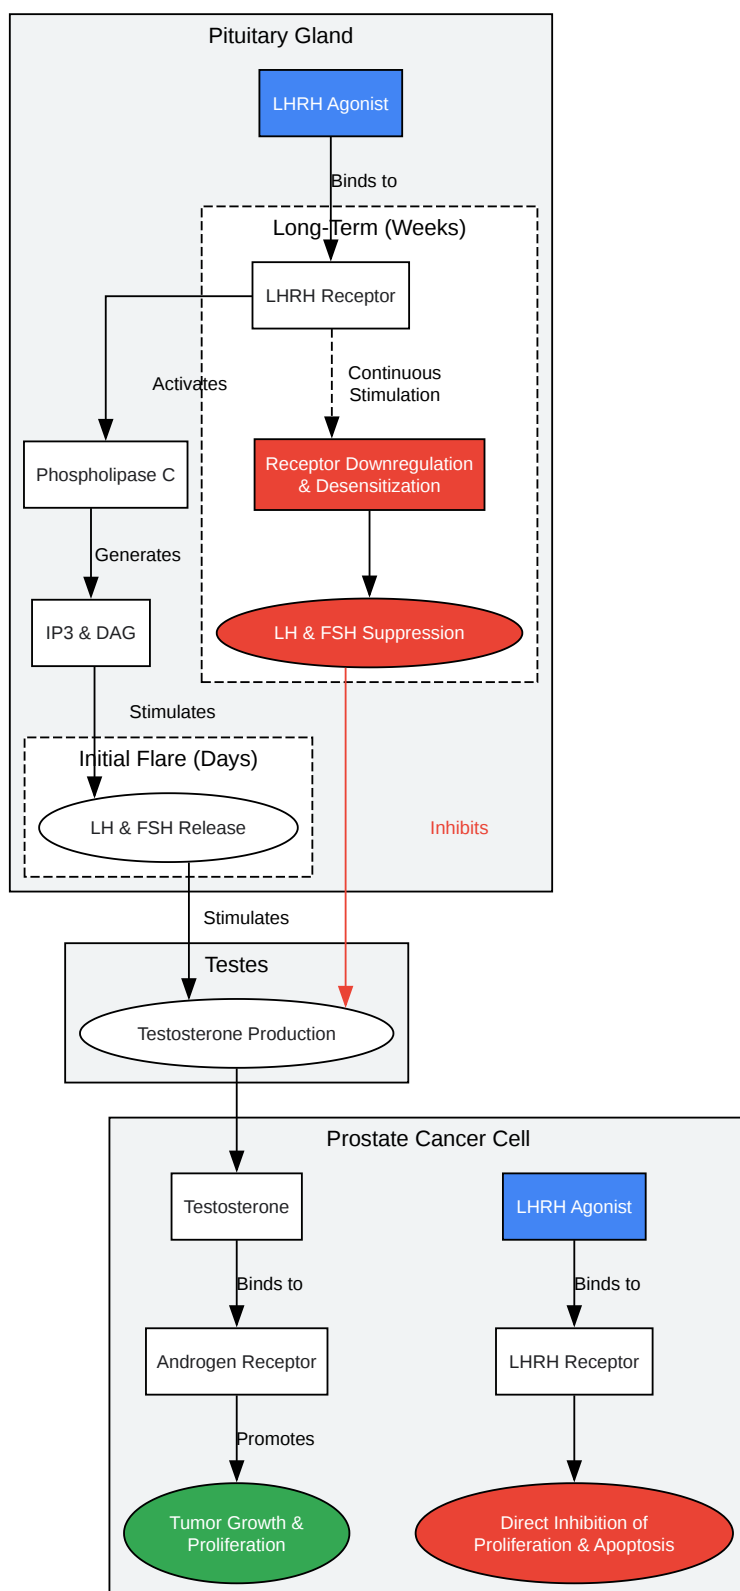 Pituitary Gland
LHRH Agonist
Binds to
Long-Term (Weeks)
LHRH Receptor
Activates
Continuous
Stimulation
Phospholipase C
Receptor Downregulation
& Desensitization
Generates
IP3 & DAG
LH & FSH Suppression
Stimulates
Initial Flare (Days)
LH & FSH Release
Inhibits
Stimulates
Testes
Testosterone Production
Prostate Cancer Cell
Testosterone
LHRH Agonist
Binds to
Binds to
Androgen Receptor
LHRH Receptor
Promotes
Tumor Growth &
Proliferation
Direct Inhibition of
Proliferation & Apoptosis